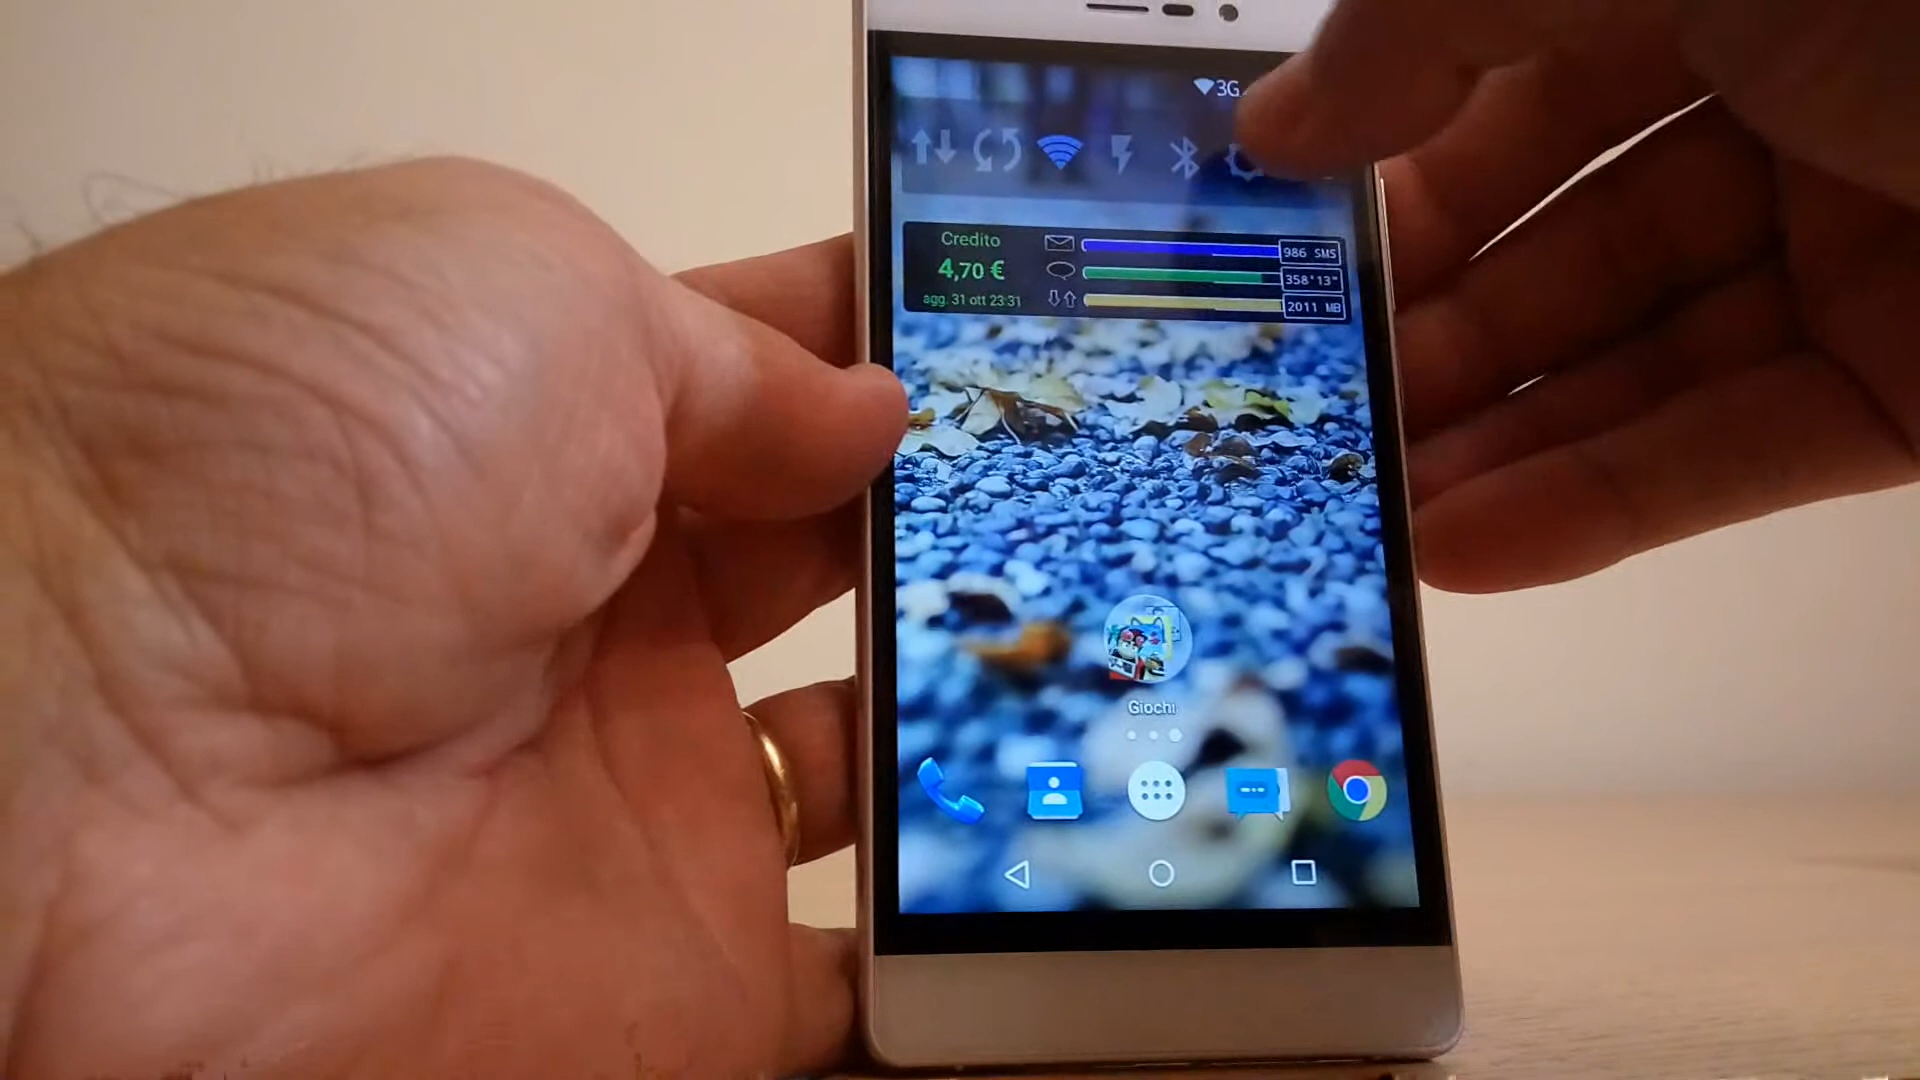 3G
Credito
4,70 €
agg. 31 ott 23:31
986 SMS
358'13"
2011 MB
Giochi